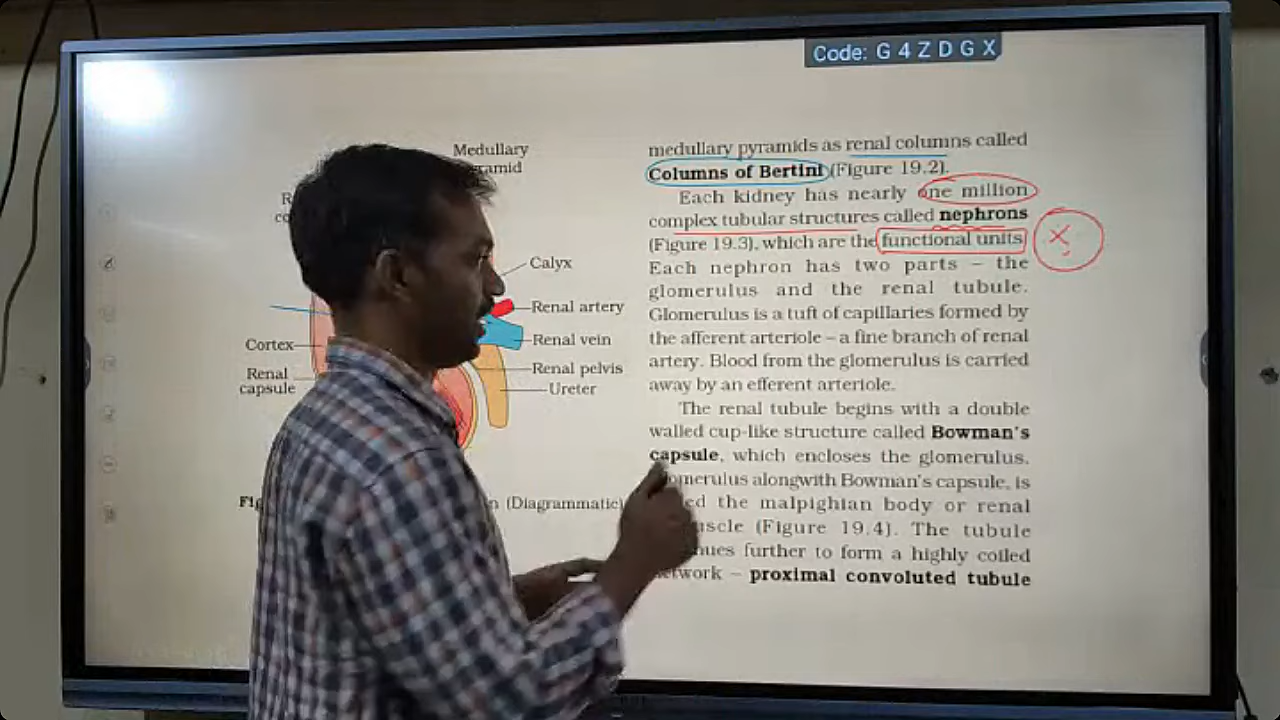 Code: G 4 Z D G X
Medullary
Calyx
Renal artery
Renal vein
Cortex
Renal pelvis
Renal
capsule
Ureter
(Diagrammatic)
medullary pyramids as renal columns called
Columns of Bertini (Figure 19.2).
Each kidney has nearly one million
complex tubular structures called nephrons
(Figure 19.3), which are the functional units
Each nephron has two parts – the
glomerulus and the renal tubule.
Glomerulus is a tuft of capillaries formed by
the afferent arteriole – a fine branch of renal
artery. Blood from the glomerulus is carried
away by an efferent arteriole.
The renal tubule begins with a double
walled cup-like structure called Bowman's
capsule, which encloses the glomerulus.
alongwith Bowman's capsule, is
the malpighian body or renal
(Figure 19.4). The tubule
further to form a highly coiled
– proximal convoluted tubule